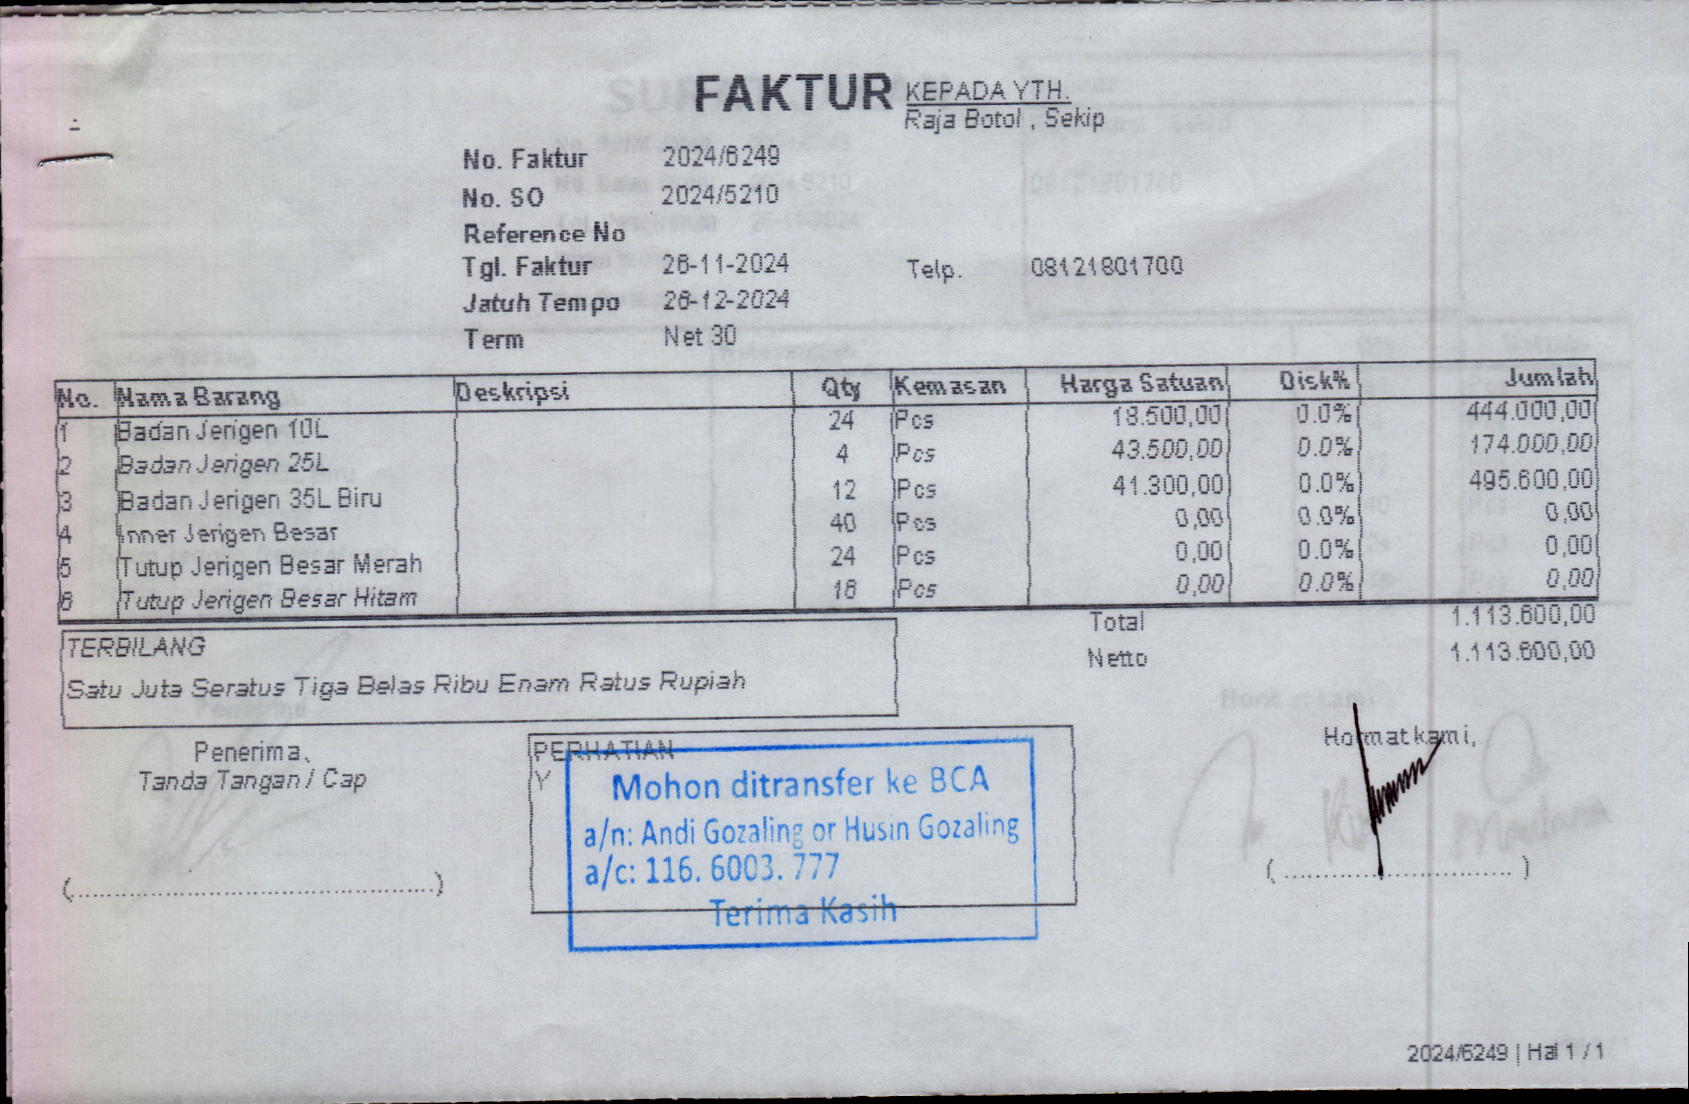 FAKTUR
KEPADA YTH.
Raja Botol , Sekip
No. Faktur 2024/6249
No. SO 2024/5210
Reference No
Tgl. Faktur 26-11-2024
Telp. 08121801700
Jatuh Tempo 26-12-2024
Term Net 30
No. Nama Barang Deskripsi Qty Kemasan Harga Satuan Disk% Jumlah
1 Badan Jerigen 10L 24 Pcs 18.500,00 0.0% 444.000,00
2 Badan Jerigen 25L 4 Pcs 43.500,00 0.0% 174.000,00
3 Badan Jerigen 35L Biru 12 Pcs 41.300,00 0.0% 495.600,00
4 Inner Jerigen Besar 40 Pcs 0,00 0.0% 0,00
5 Tutup Jerigen Besar Merah 24 Pcs 0,00 0.0% 0,00
6 Tutup Jerigen Besar Hitam 16 Pcs 0,00 0.0% 0,00
Total 1.113.600,00
Netto 1.113.600,00
TERBILANG
Satu Juta Seratus Tiga Belas Ribu Enam Ratus Rupiah
Penerima,
Tanda Tangan / Cap
(..........................................)
PERHATIAN
Y
Mohon ditransfer ke BCA
a/n: Andi Gozaling or Husin Gozaling
a/c: 116. 6003. 777
Terima Kasih
Hormat kami,
(..............................)
2024/6249 | Hal 1 / 1